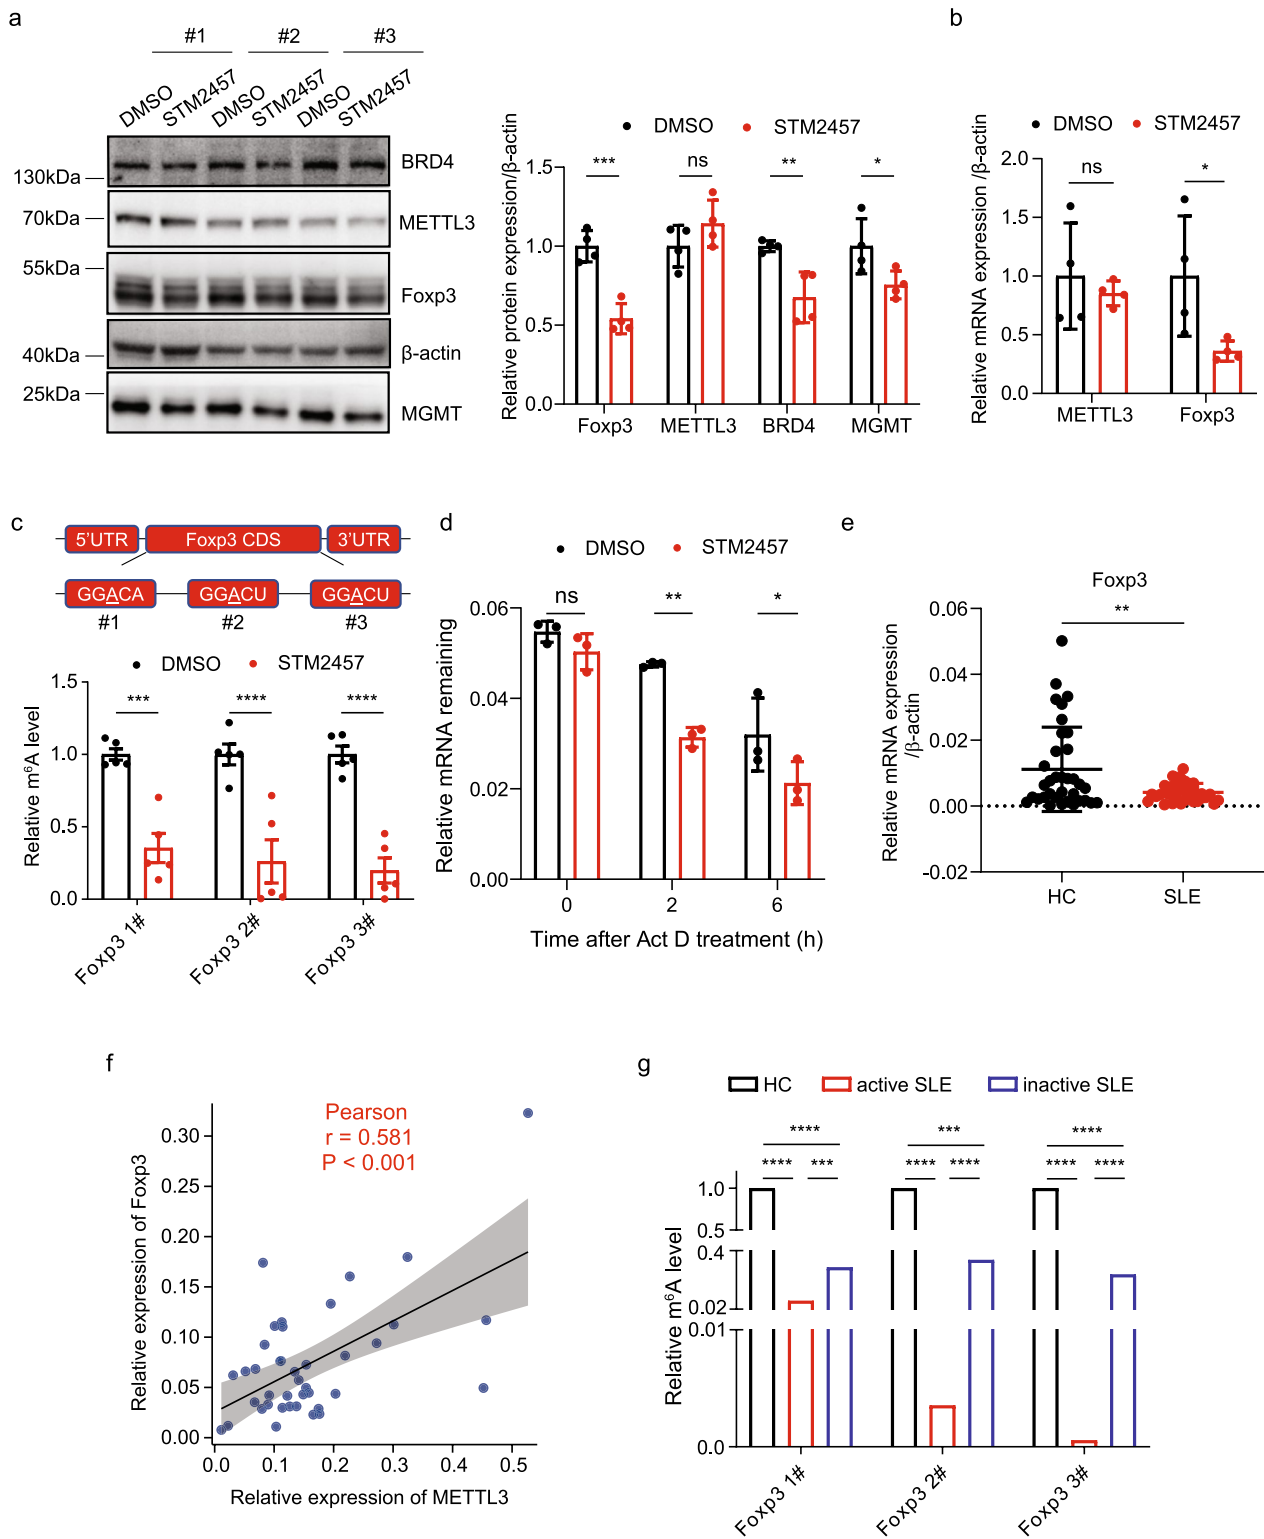 a
#1 #2 #3
DMSO STM2457 DMSO STM2457 DMSO STM2457
BRD4
130kDa
70kDa
METTL3
55kDa
Foxp3
40kDa
β-actin
25kDa
MGMT
DMSO STM2457
Relative protein expression/β-actin
1.5
1.0
0.5
0.0
*** ns ** *
Foxp3 METTL3 BRD4 MGMT
b
DMSO
STM2457
Relative mRNA expression /β-actin
2.0
1.5
1.0
0.5
0.0
ns *
METTL3 Foxp3
c
5'UTR Foxp3 CDS 3'UTR
GGACA GGACU GGACU
#1 #2 #3
DMSO STM2457
Relative m⁶A level
1.5
1.0
0.5
0.0
*** **** ****
Foxp3 1# Foxp3 2# Foxp3 3#
d
DMSO STM2457
Relative mRNA remaining
0.06
0.04
0.02
0.00
ns ** *
0 2 6
Time after Act D treatment (h)
e
Foxp3
**
Relative mRNA expression
/β-actin
0.06
0.04
0.02
0.00
-0.02
HC SLE
f
Pearson
r = 0.581
P < 0.001
Relative expression of Foxp3
0.30
0.25
0.20
0.15
0.10
0.05
0.00
0.0 0.1 0.2 0.3 0.4 0.5
Relative expression of METTL3
g
HC active SLE inactive SLE
**** *** ****
**** *** **** **** **** ****
Relative m⁶A level
1.0
0.5
0.4
0.02
0.01
0.0
Foxp3 1# Foxp3 2# Foxp3 3#